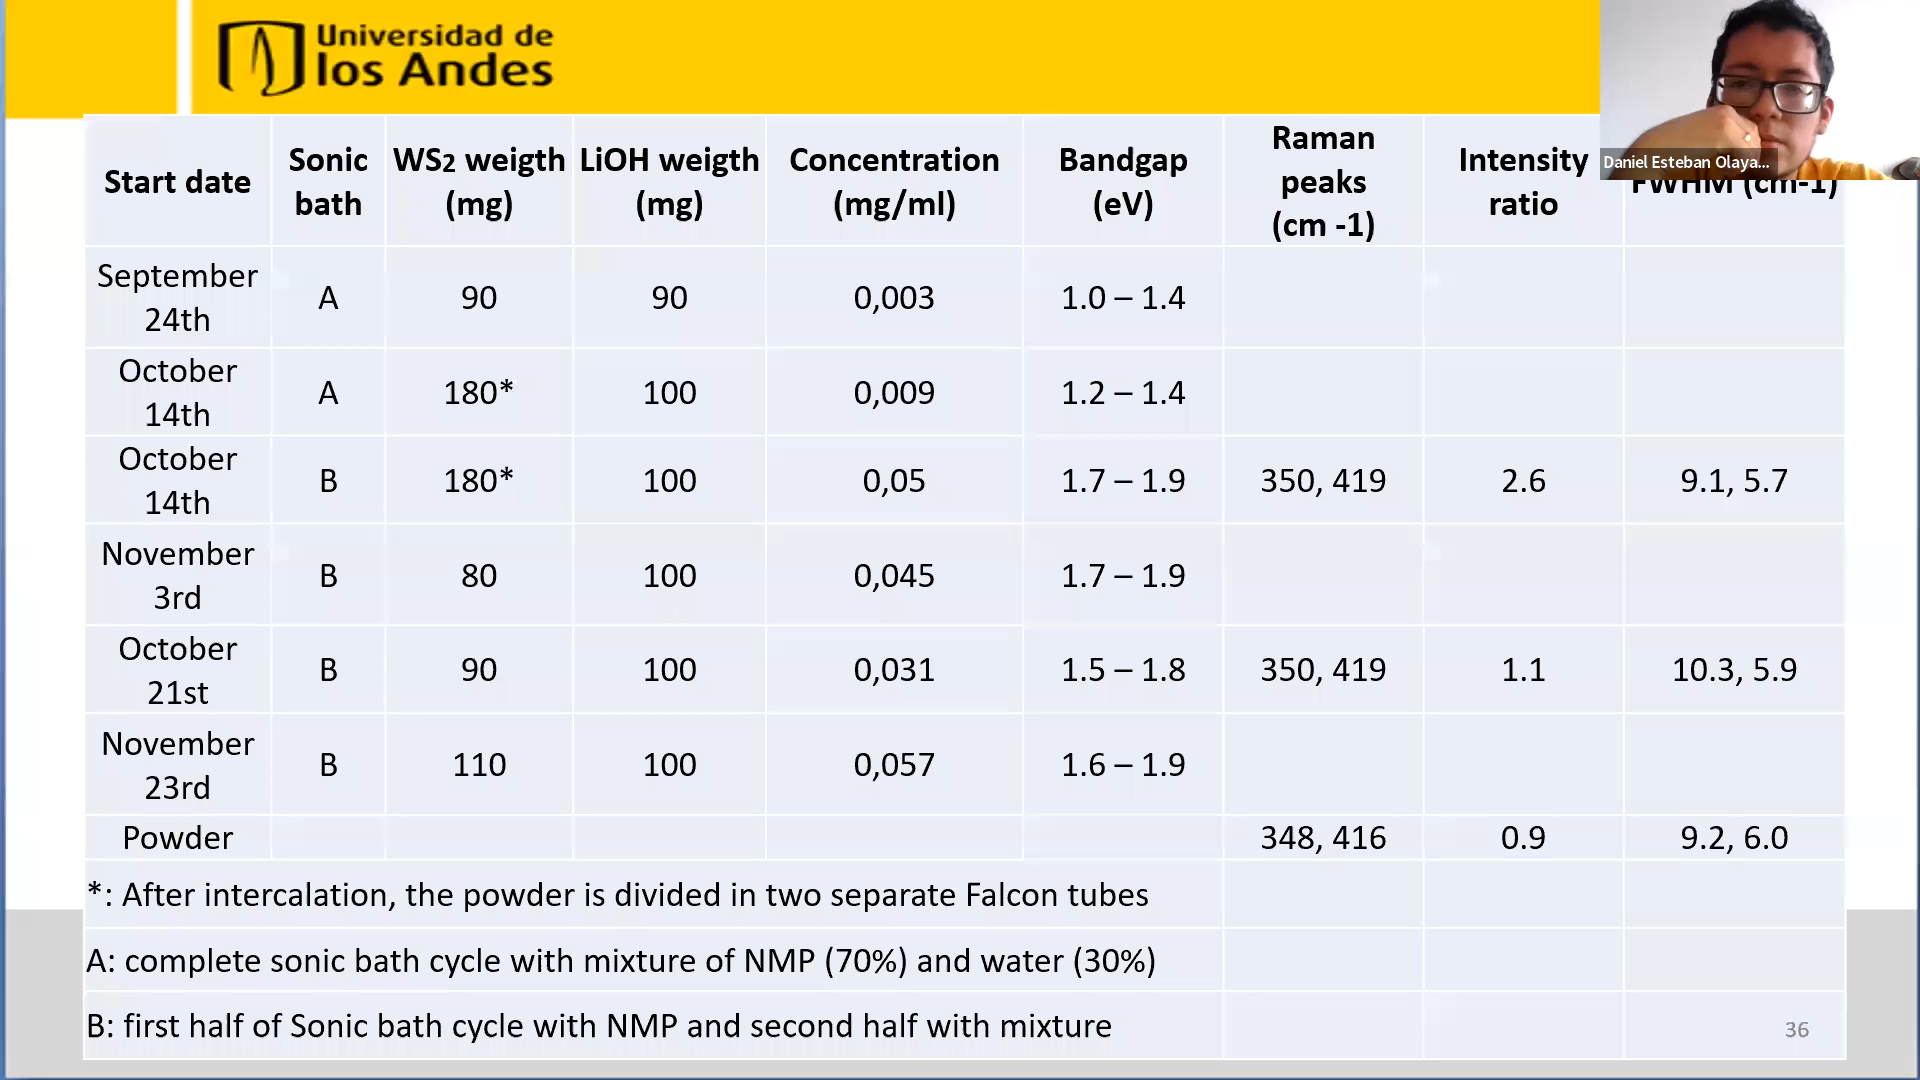 Universidad de
los Andes
Daniel Esteban Olaya...
Start date
Sonic
bath
WS2 weigth
(mg)
LiOH weigth
(mg)
Concentration
(mg/ml)
Bandgap
(eV)
Raman
peaks
(cm -1)
Intensity
ratio
FWHM (cm-1)
September
24th
A
90
90
0,003
1.0 – 1.4
October
14th
A
180*
100
0,009
1.2 – 1.4
October
14th
B
180*
100
0,05
1.7 – 1.9
350, 419
2.6
9.1, 5.7
November
3rd
B
80
100
0,045
1.7 – 1.9
October
21st
B
90
100
0,031
1.5 – 1.8
350, 419
1.1
10.3, 5.9
November
23rd
B
110
100
0,057
1.6 – 1.9
Powder
348, 416
0.9
9.2, 6.0
*: After intercalation, the powder is divided in two separate Falcon tubes
A: complete sonic bath cycle with mixture of NMP (70%) and water (30%)
B: first half of Sonic bath cycle with NMP and second half with mixture
36